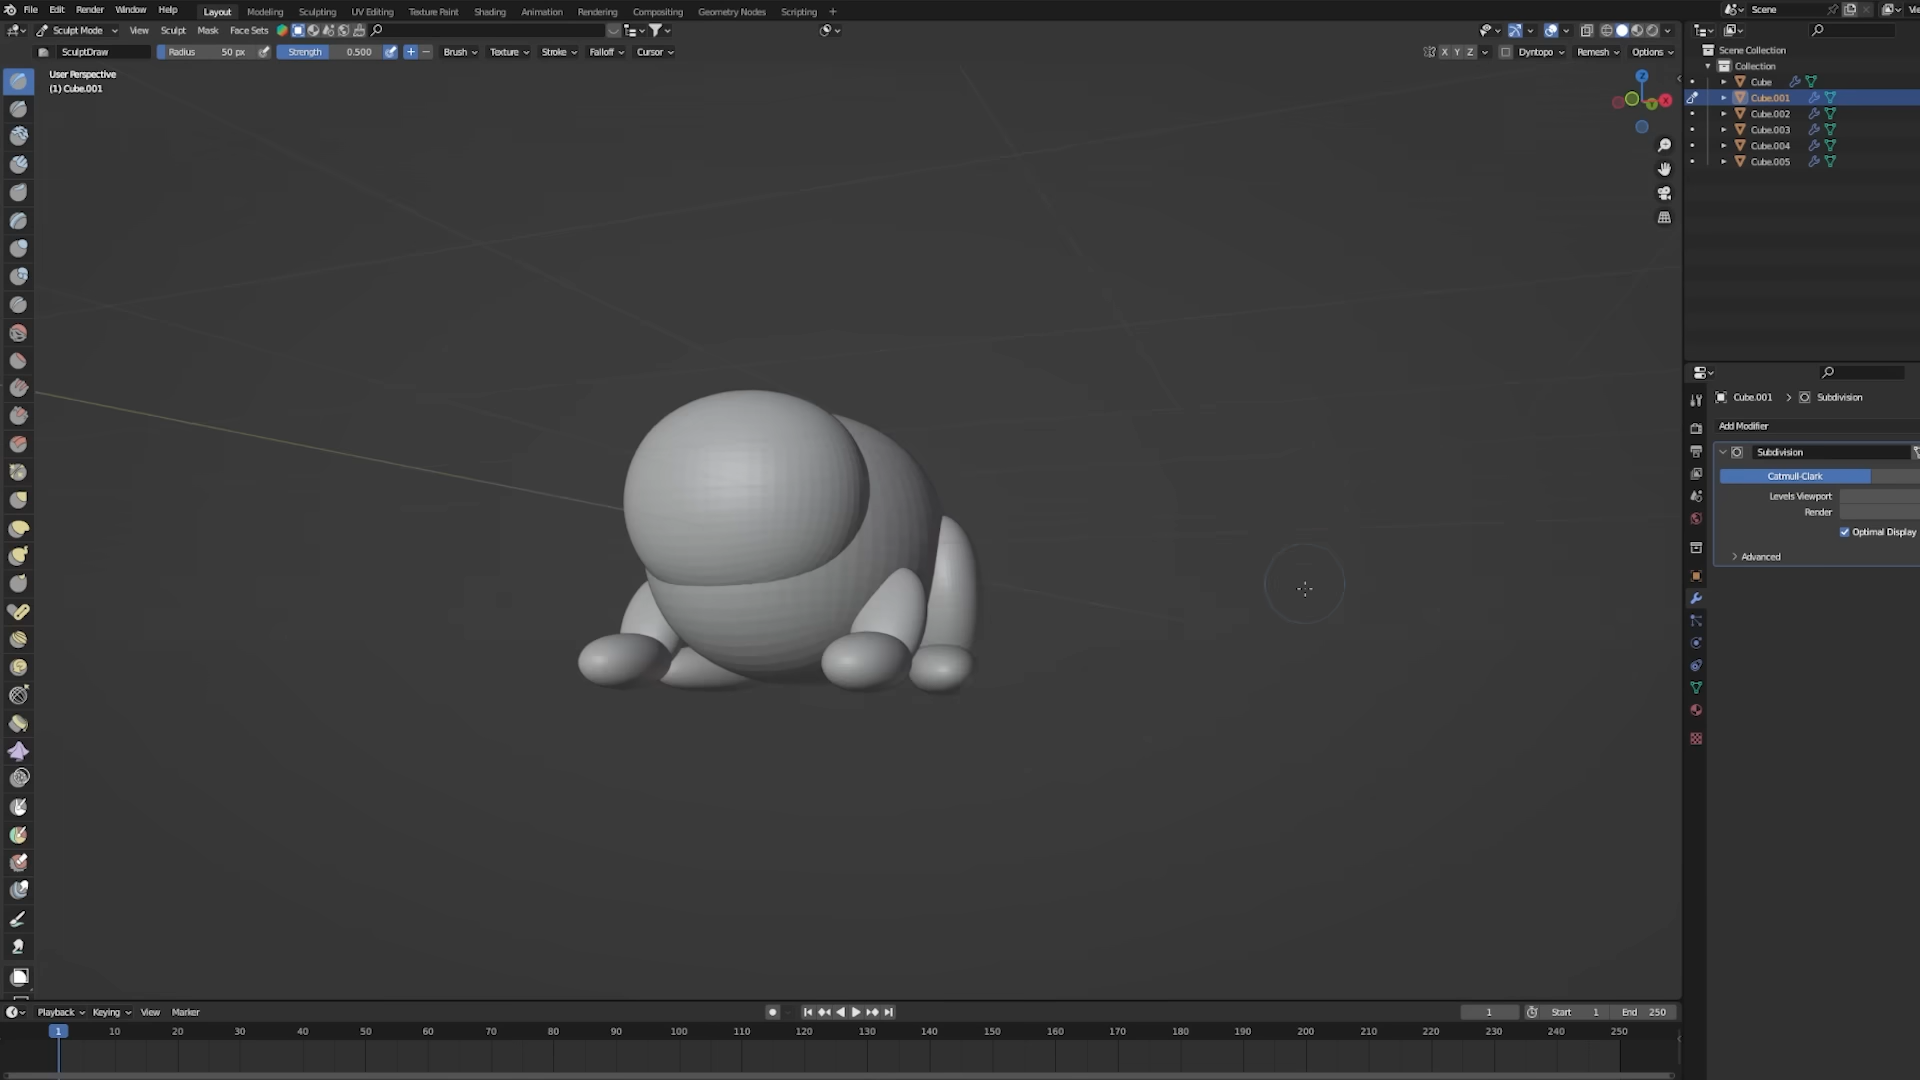 File Edit Render Window Help Layout Modeling Sculpting UV Editing Texture Paint Shading Animation Rendering Compositing Geometry Nodes Scripting + Scene
Sculpt Mode View Sculpt Mask Face Sets
SculptDraw Radius 50 px Strength 0.500 + − Brush Texture Stroke Falloff Cursor X Y Z Dyntopo Remesh Options
User Perspective
(1) Cube.001
Z
X
Y
Scene Collection
Collection
Cube
Cube.001
Cube.002
Cube.003
Cube.004
Cube.005
Cube.001 > Subdivision
Add Modifier
Subdivision
Catmull-Clark
Levels Viewport
Render
Optimal Display
Advanced
Playback Keying View Marker 1 Start 1 End 250
1 10 20 30 40 50 60 70 80 90 100 110 120 130 140 150 160 170 180 190 200 210 220 230 240 250